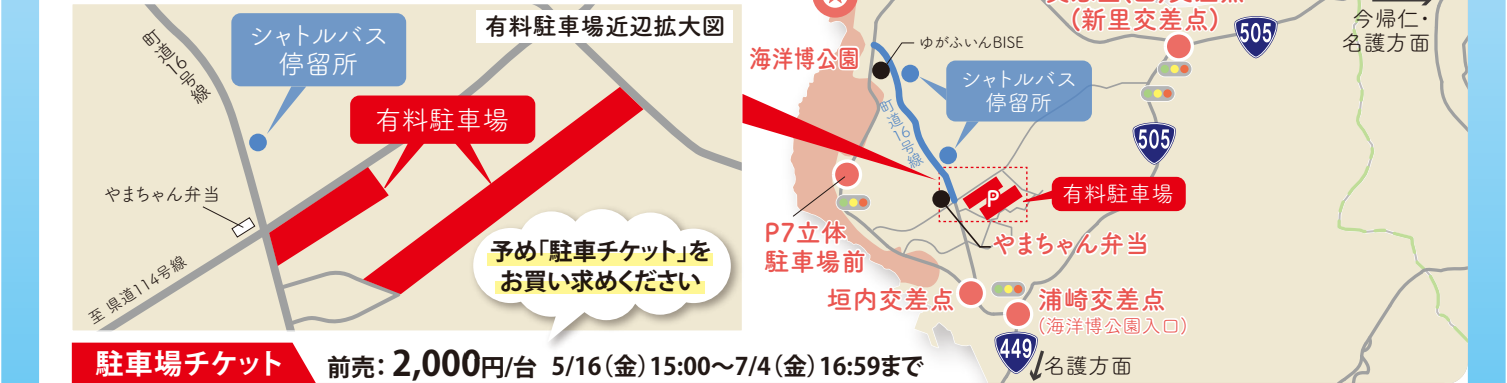 有料駐車場近辺拡大図
町道16号線
シャトルバス
停留所
有料駐車場
やまちゃん弁当
至 県道114号線
予め「駐車チケット」を
お買い求めください
(新里交差点)
505
今帰仁・
名護方面
海洋博公園
ゆがふいんBISE
シャトルバス
停留所
町道16号線
505
P
有料駐車場
P7立体
駐車場前
やまちゃん弁当
垣内交差点
浦崎交差点
(海洋博公園入口)
449
名護方面
駐車場チケット
前売：2,000円/台 5/16（金）15:00〜7/4（金）16:59まで